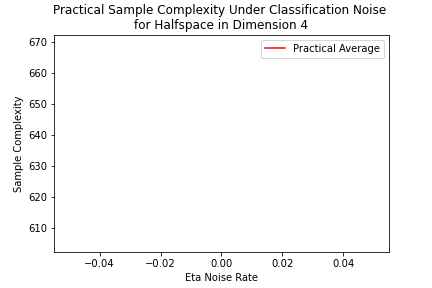 Practical Sample Complexity Under Classification Noise
for Halfspace in Dimension 4
Practical Average
670
660
650
640
630
620
610
Sample Complexity
−0.04
−0.02
0.00
0.02
0.04
Eta Noise Rate